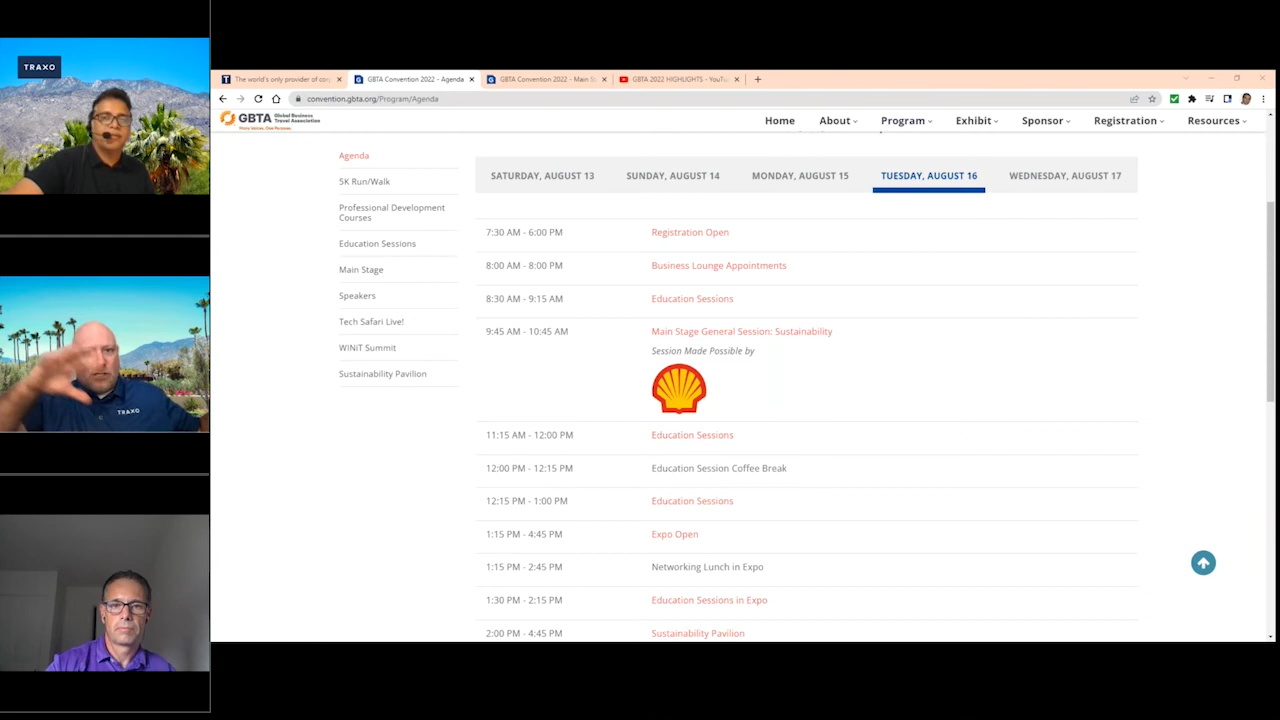 TRAXO
TRAXO
The world's only provider of cor
GBTA Convention 2022 - Agenda
GBTA Convention 2022 - Main St
GBTA 2022 HIGHLIGHTS - YouTu
convention.gbta.org/Program/Agenda
GBTA Global Business
Travel Association
More Voices. One Purpose.
Home
About
Program
Exhibit
Sponsor
Registration
Resources
Agenda
5K Run/Walk
Professional Development
Courses
Education Sessions
Main Stage
Speakers
Tech Safari Live!
WINiT Summit
Sustainability Pavilion
SATURDAY, AUGUST 13
SUNDAY, AUGUST 14
MONDAY, AUGUST 15
TUESDAY, AUGUST 16
WEDNESDAY, AUGUST 17
7:30 AM - 6:00 PM Registration Open
8:00 AM - 8:00 PM Business Lounge Appointments
8:30 AM - 9:15 AM Education Sessions
9:45 AM - 10:45 AM Main Stage General Session: Sustainability
Session Made Possible by
11:15 AM - 12:00 PM Education Sessions
12:00 PM - 12:15 PM Education Session Coffee Break
12:15 PM - 1:00 PM Education Sessions
1:15 PM - 4:45 PM Expo Open
1:15 PM - 2:45 PM Networking Lunch in Expo
1:30 PM - 2:15 PM Education Sessions in Expo
2:00 PM - 4:45 PM Sustainability Pavilion